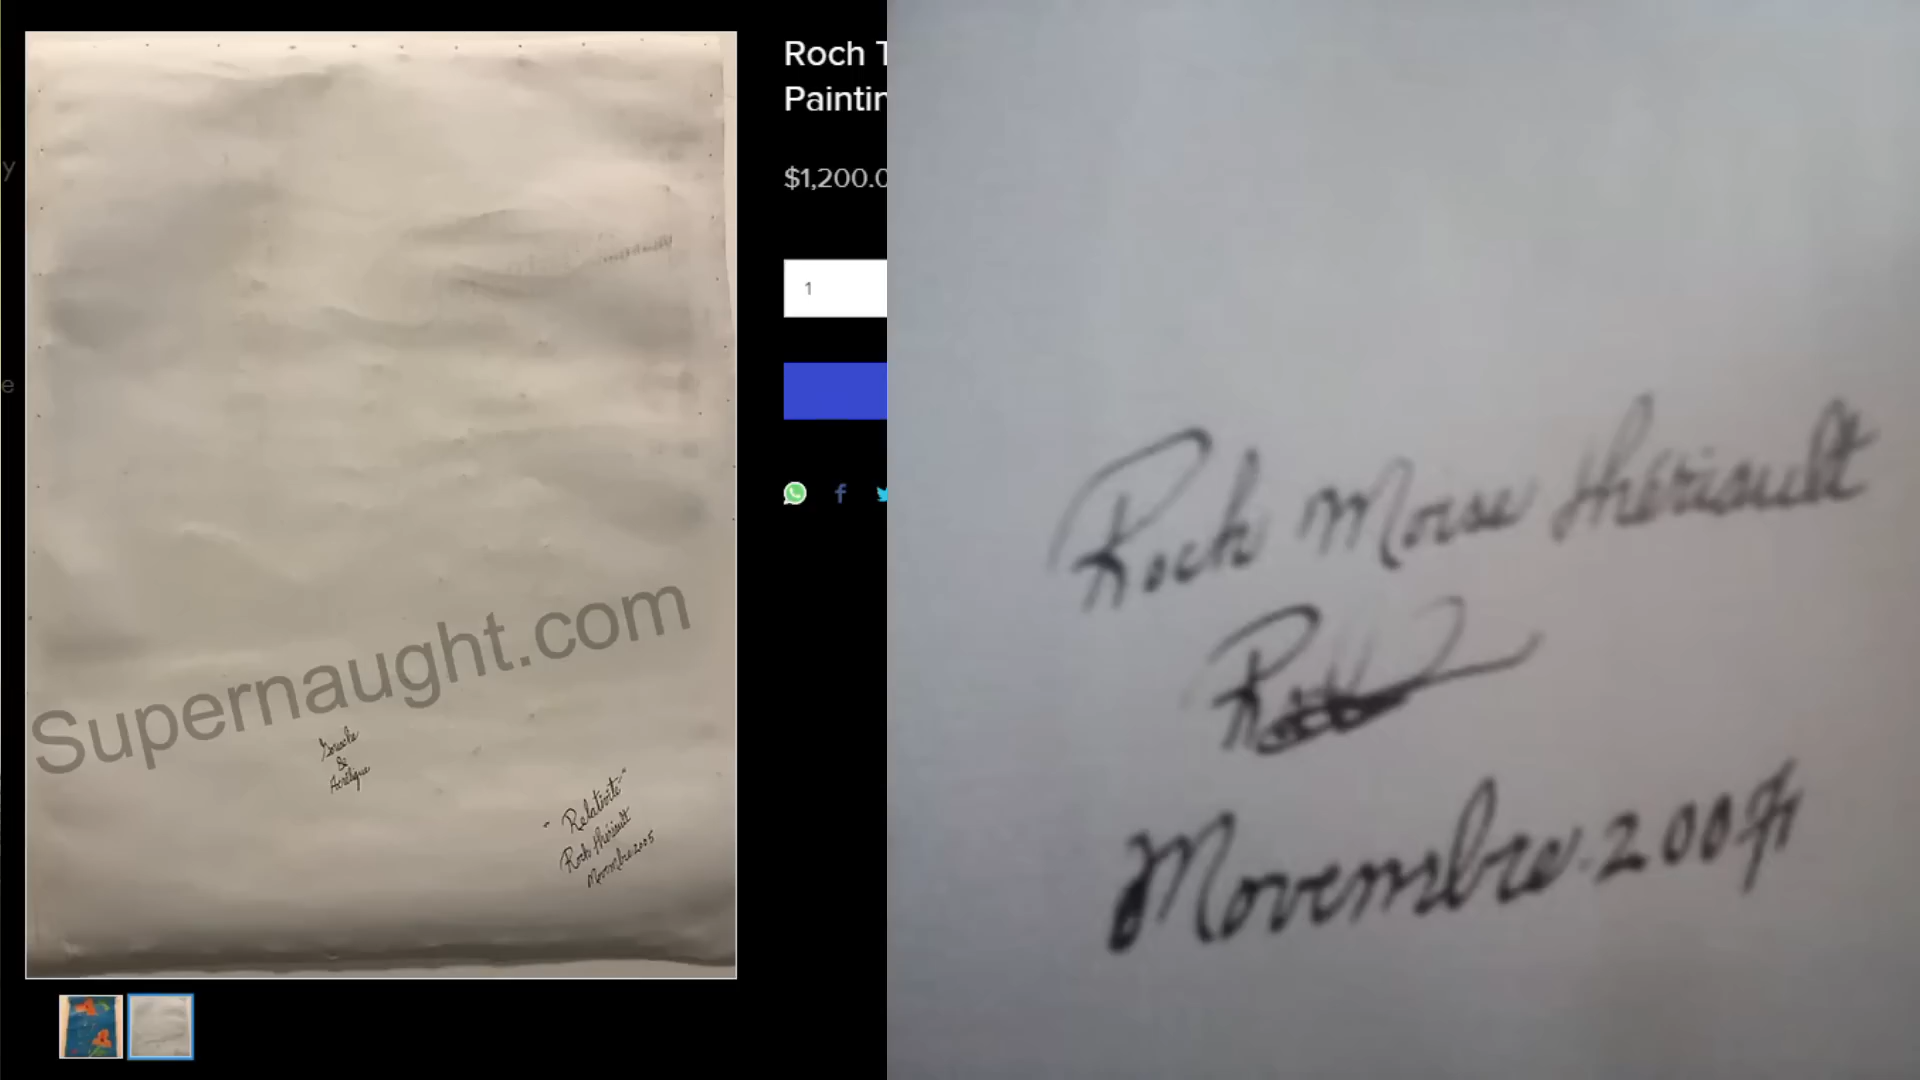 y
e
Supernaught.com
Gouache
&
Acrélique
"Relativité"
Roch Thériault
Novembre 2005
Roch T
Paintin
$1,200.0
1
Roch Moïse thériault
Novembre. 2007